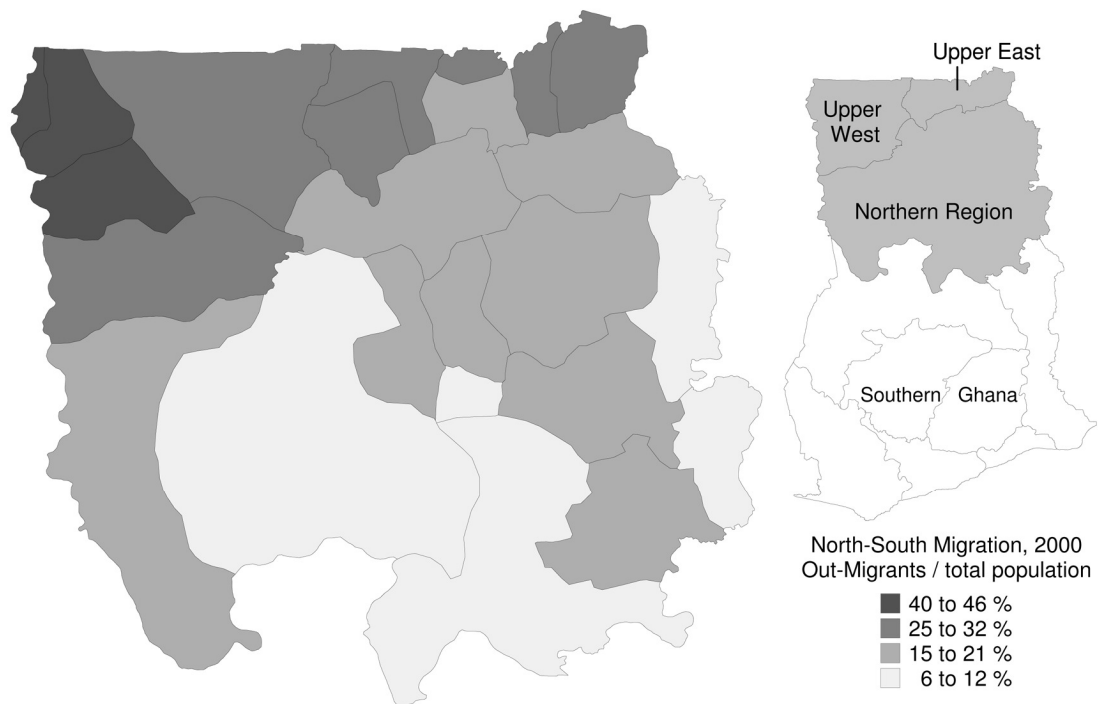 Upper East
Upper
West
Northern Region
Southern Ghana
North-South Migration, 2000
Out-Migrants / total population
40 to 46 %
25 to 32 %
15 to 21 %
6 to 12 %